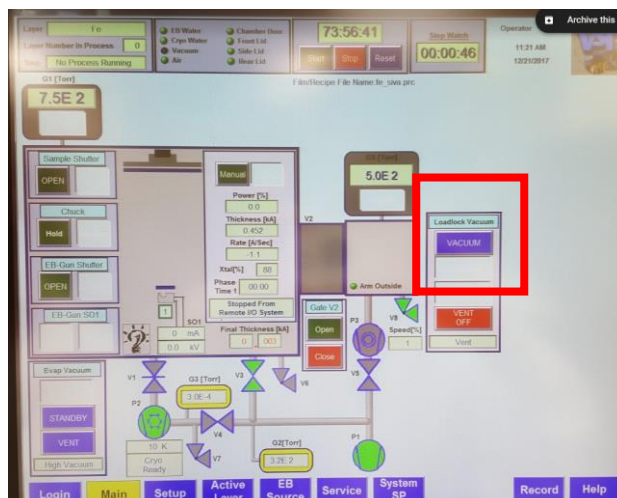 Layer Fe
Layer Number In Process 0
No Process Running
EB Water
Cryo Water
Vacuum
Air
Chamber Door
Front Lid
Side Lid
Rear Lid
73:56:41
Start Stop Reset
Stop Watch
00:00:46
Operator
11:21 AM
12/21/2017
Archive this
Film/Recipe File Name:fe_siva.prc
G1 [Torr]
7.5E 2
Sample Shutter
OPEN
Chuck
Hold
EB-Gun Shutter
OPEN
EB-Gun SO1
1
SO1
0 mA
0.0 kV
Manual
Power [%]
0.0
Thickness [kA]
0.452
Rate [A/Sec]
-1.1
Xtal[%] 88
Phase
Time 1 00:00
Stopped From
Remote I/O System
Final Thickness [kA]
0 .003
V2
[Torr]
5.0E 2
Arm Outside
Gate V2
Open
Close
P3
V8
Speed[%]
1
V5
Loadlock Vacuum
VACUUM
VENT
OFF
Vent
Evap Vacuum
STANDBY
VENT
High Vacuum
V1
P2
10 K
Cryo
Ready
G3 [Torr]
3.0E-4
V3
V6
V4
V7
G2[Torr]
3.2E 2
P1
Login
Main
Setup
Active
Layer
EB
Source
Service
System
SP
Record
Help